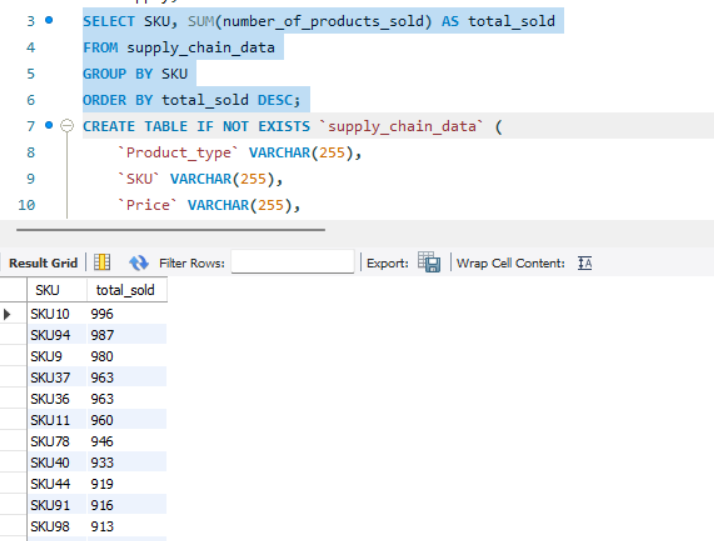 3 SELECT SKU, SUM(number_of_products_sold) AS total_sold
4 FROM supply_chain_data
5 GROUP BY SKU
6 ORDER BY total_sold DESC;
7 CREATE TABLE IF NOT EXISTS `supply_chain_data` (
8 `Product_type` VARCHAR(255),
9 `SKU` VARCHAR(255),
10 `Price` VARCHAR(255),
Result Grid Filter Rows: Export: Wrap Cell Content: IA
SKU total_sold
SKU10 996
SKU94 987
SKU9 980
SKU37 963
SKU36 963
SKU11 960
SKU78 946
SKU40 933
SKU44 919
SKU91 916
SKU98 913